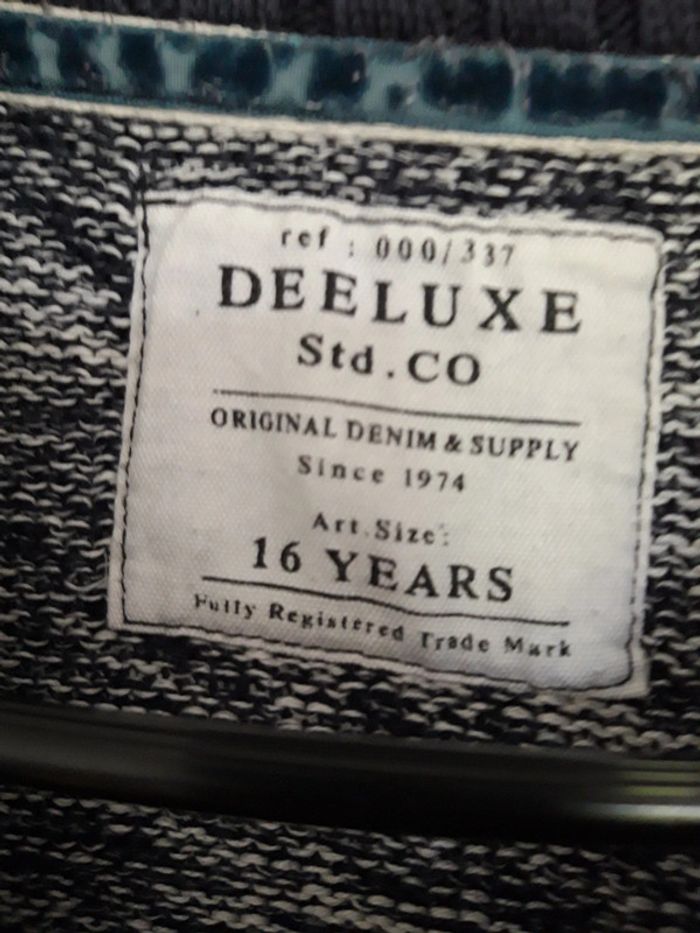 ref : 000/337
DEELUXE
Std.CO
ORIGINAL DENIM & SUPPLY
Since 1974
Art.Size:
16 YEARS
Fully Registered Trade Mark